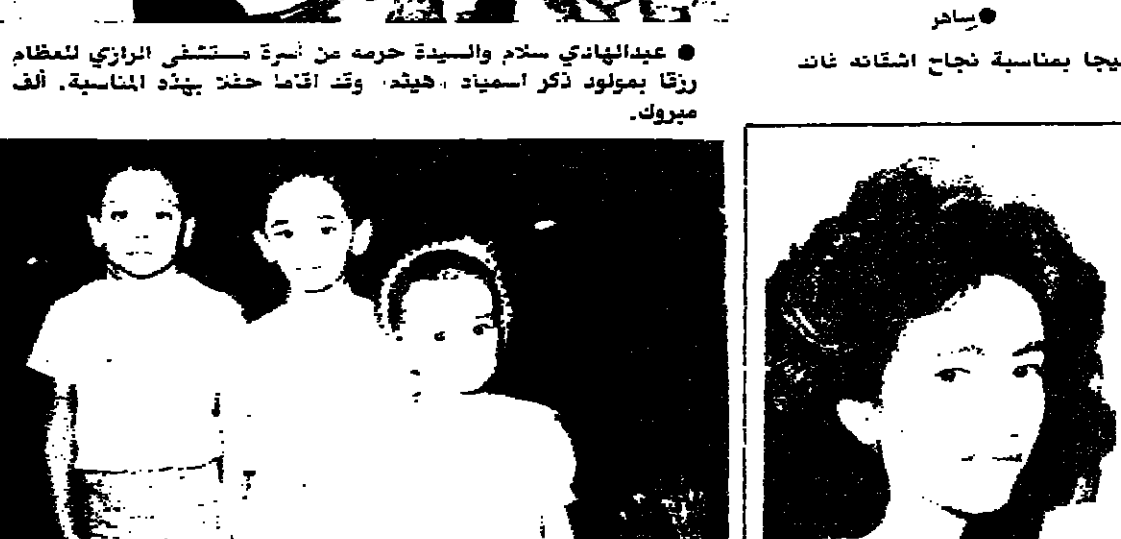 ●ساهر
يجا بمناسبة نجاح اشقائه
● عبدالهادي سلام والسيدة حرمه من أسرة مستشفى الرازي للعظام
رزقا بمولود ذكر اسمياه «هيثم» وقد اقاما حفلا بهذه المناسبة. ألف
مبروك.